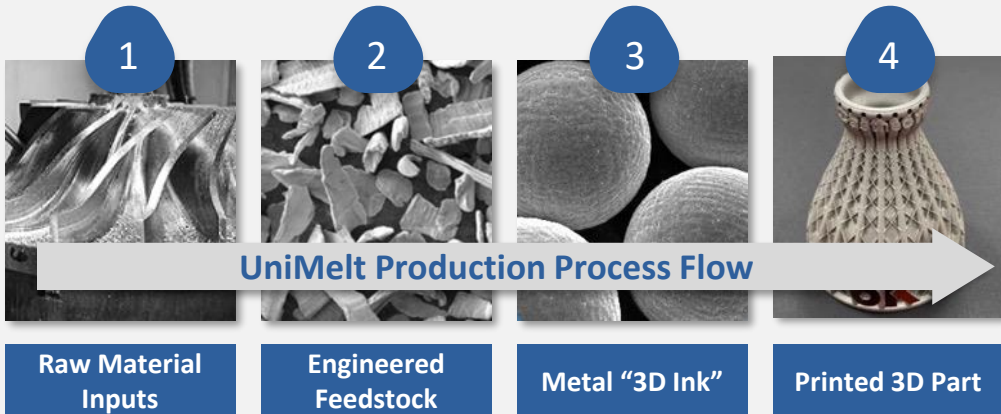 1
2
3
4
UniMelt Production Process Flow
Raw Material
Inputs
Engineered
Feedstock
Metal “3D Ink”
Printed 3D Part